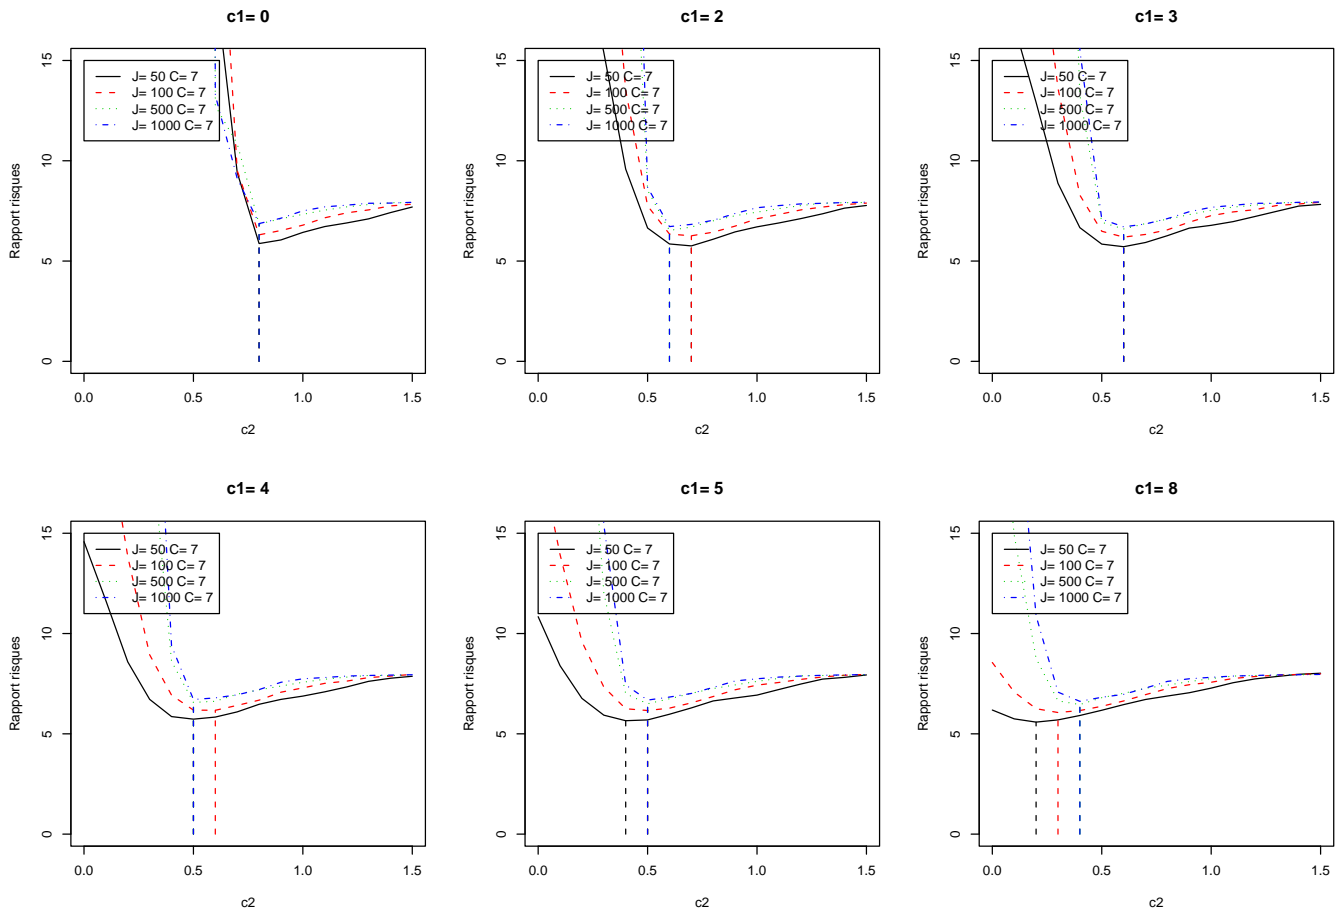 c1= 0
15
10
5
0
Rapport risques
J= 50 C= 7
J= 100 C= 7
J= 500 C= 7
J= 1000 C= 7
0.0
0.5
1.0
1.5
c2
c1= 2
15
10
5
0
Rapport risques
J= 50 C= 7
J= 100 C= 7
J= 500 C= 7
J= 1000 C= 7
0.0
0.5
1.0
1.5
c2
c1= 3
15
10
5
0
Rapport risques
J= 50 C= 7
J= 100 C= 7
J= 500 C= 7
J= 1000 C= 7
0.0
0.5
1.0
1.5
c2
c1= 4
15
10
5
0
Rapport risques
J= 50 C= 7
J= 100 C= 7
J= 500 C= 7
J= 1000 C= 7
0.0
0.5
1.0
1.5
c2
c1= 5
15
10
5
0
Rapport risques
J= 50 C= 7
J= 100 C= 7
J= 500 C= 7
J= 1000 C= 7
0.0
0.5
1.0
1.5
c2
c1= 8
15
10
5
0
Rapport risques
J= 50 C= 7
J= 100 C= 7
J= 500 C= 7
J= 1000 C= 7
0.0
0.5
1.0
1.5
c2